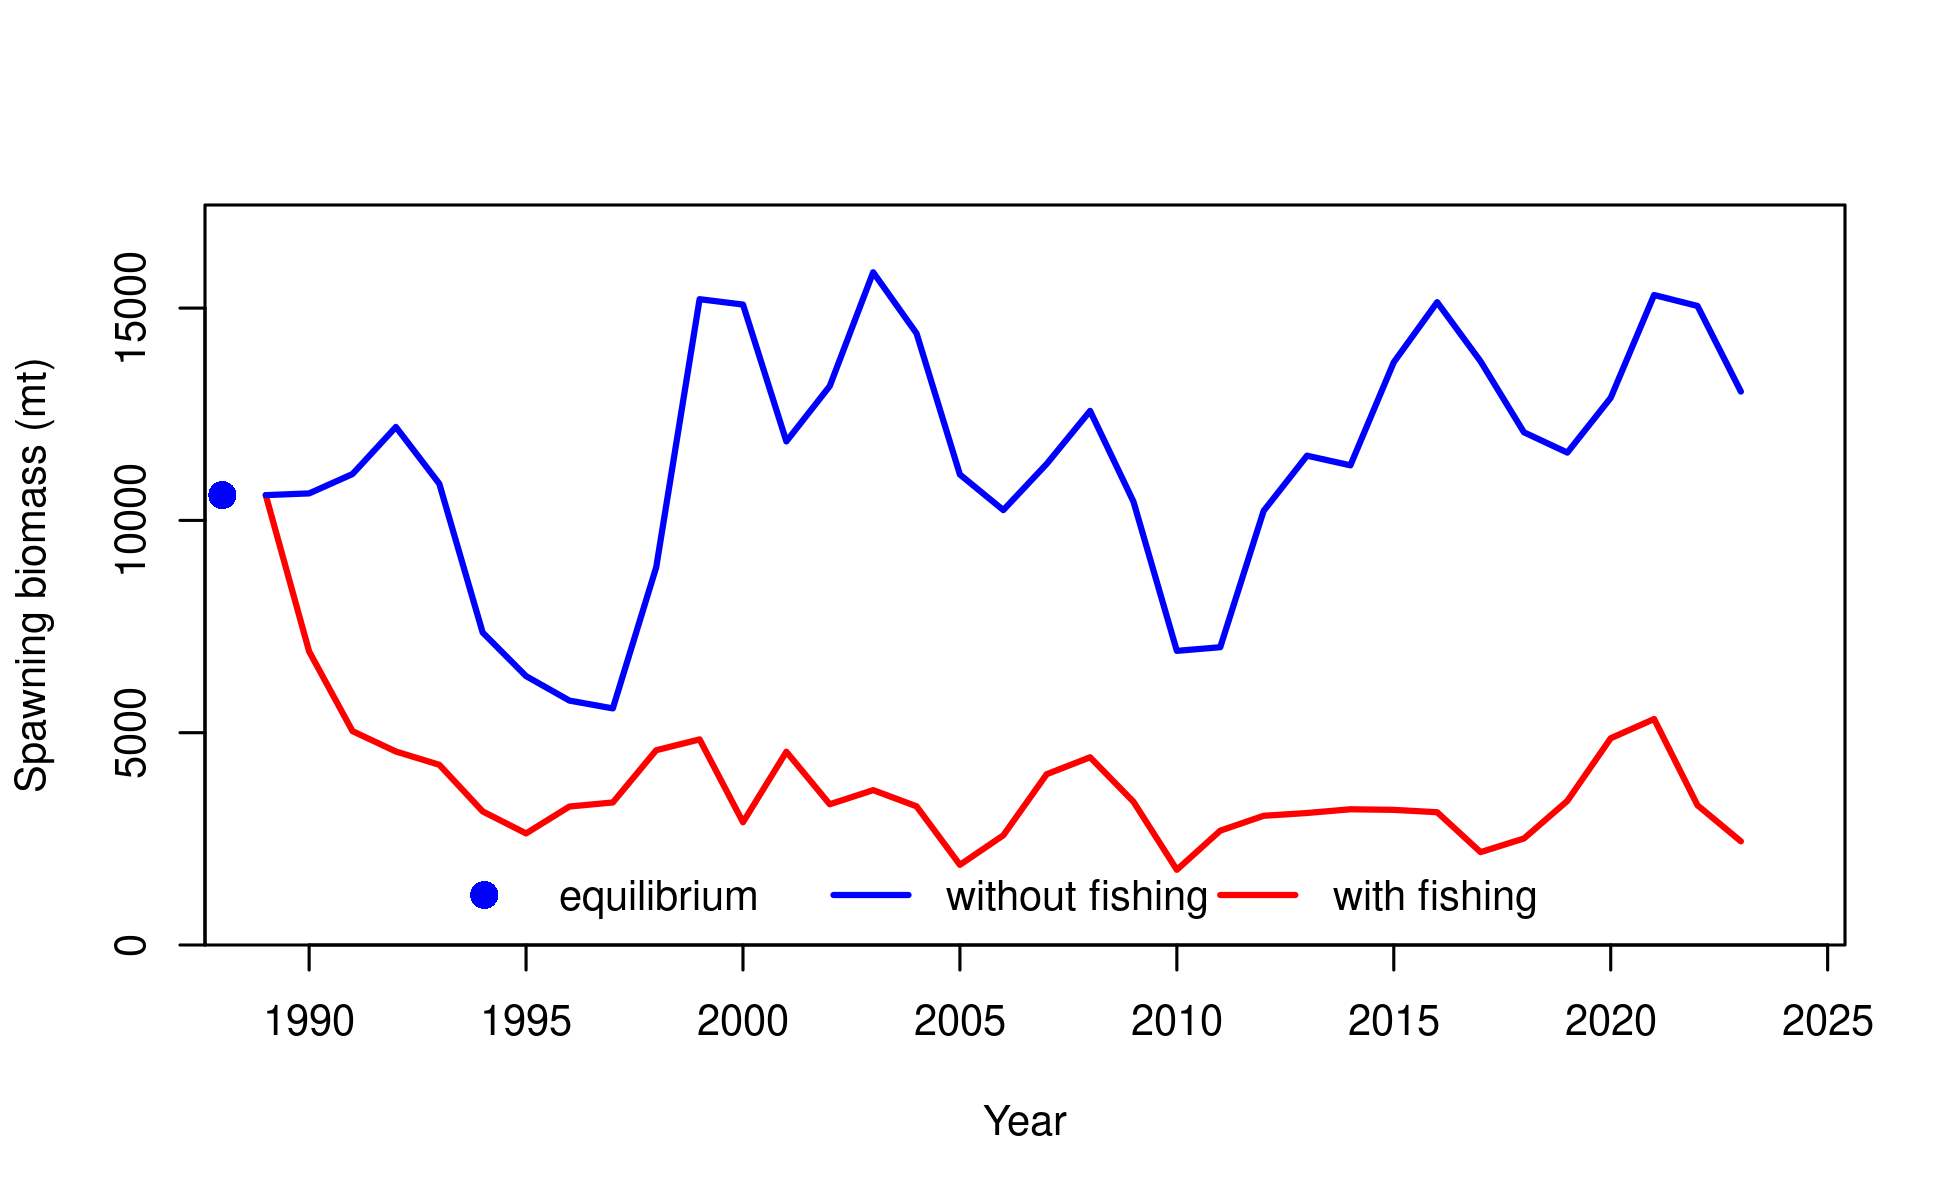 Spawning biomass (mt)
15000
10000
5000
0
equilibrium without fishing with fishing
1990 1995 2000 2005 2010 2015 2020 2025
Year